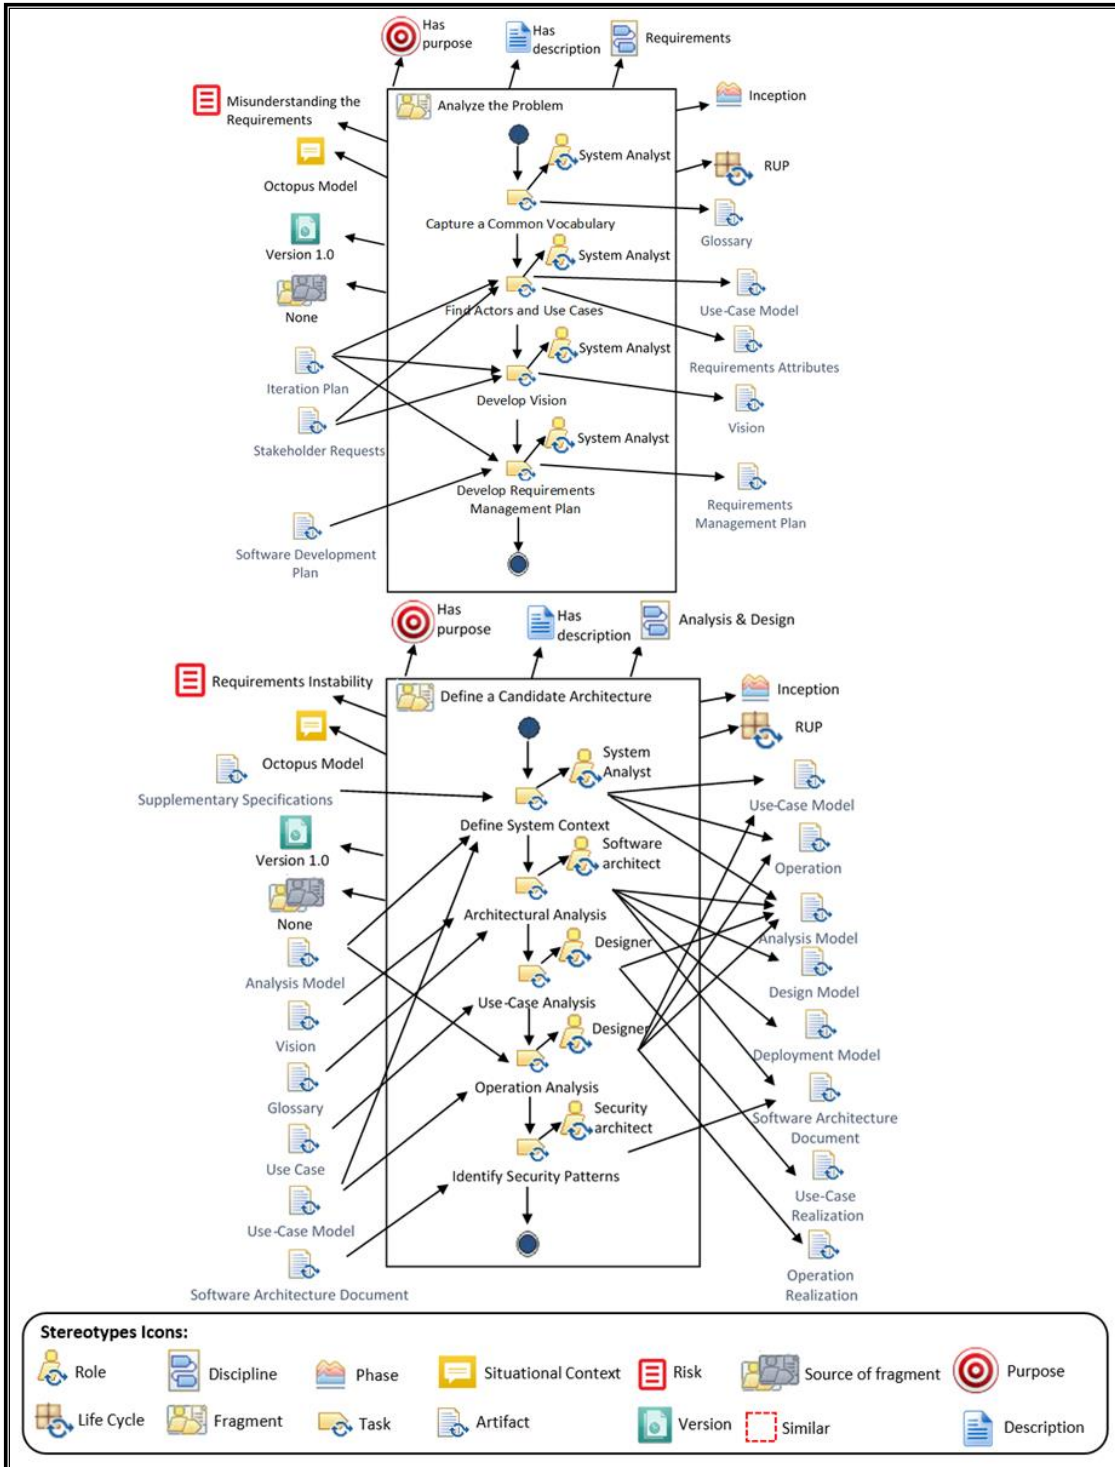 Has
purpose
Has
description
Requirements
Misunderstanding the
Requirements
Analyze the Problem
Inception
System Analyst
RUP
Octopus Model
Capture a Common Vocabulary
Glossary
Version 1.0
System Analyst
None
Find Actors and Use Cases
Use-Case Model
System Analyst
Requirements Attributes
Iteration Plan
Develop Vision
Vision
Stakeholder Requests
System Analyst
Develop Requirements
Management Plan
Requirements
Management Plan
Software Development
Plan
Has
purpose
Has
description
Analysis & Design
Requirements Instability
Define a Candidate Architecture
Inception
RUP
Octopus Model
System
Analyst
Supplementary Specifications
Use-Case Model
Define System Context
Version 1.0
Software
architect
Operation
None
Architectural Analysis
Analysis Model
Designer
Analysis Model
Design Model
Use-Case Analysis
Vision
Designer
Deployment Model
Operation Analysis
Glossary
Security
architect
Software Architecture
Document
Use Case
Identify Security Patterns
Use-Case
Realization
Use-Case Model
Software Architecture Document
Operation
Realization
Stereotypes Icons:
Role
Discipline
Phase
Situational Context
Risk
Source of fragment
Purpose
Life Cycle
Fragment
Task
Artifact
Version
Similar
Description